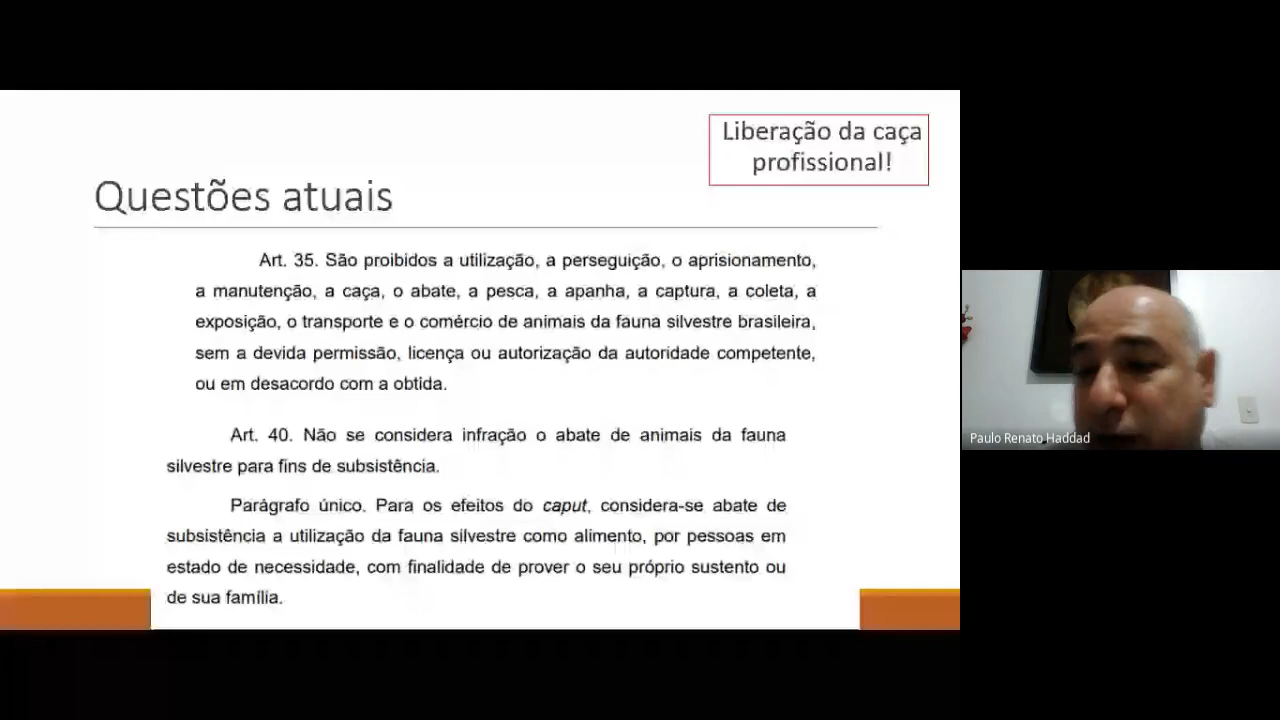 Liberação da caça
profissional!
Questões atuais
Art. 35. São proibidos a utilização, a perseguição, o aprisionamento,
a manutenção, a caça, o abate, a pesca, a apanha, a captura, a coleta, a
exposição, o transporte e o comércio de animais da fauna silvestre brasileira,
sem a devida permissão, licença ou autorização da autoridade competente,
ou em desacordo com a obtida.
Art. 40. Não se considera infração o abate de animais da fauna
silvestre para fins de subsistência.
Parágrafo único. Para os efeitos do caput, considera-se abate de
subsistência a utilização da fauna silvestre como alimento, por pessoas em
estado de necessidade, com finalidade de prover o seu próprio sustento ou
de sua família.
Paulo Renato Haddad